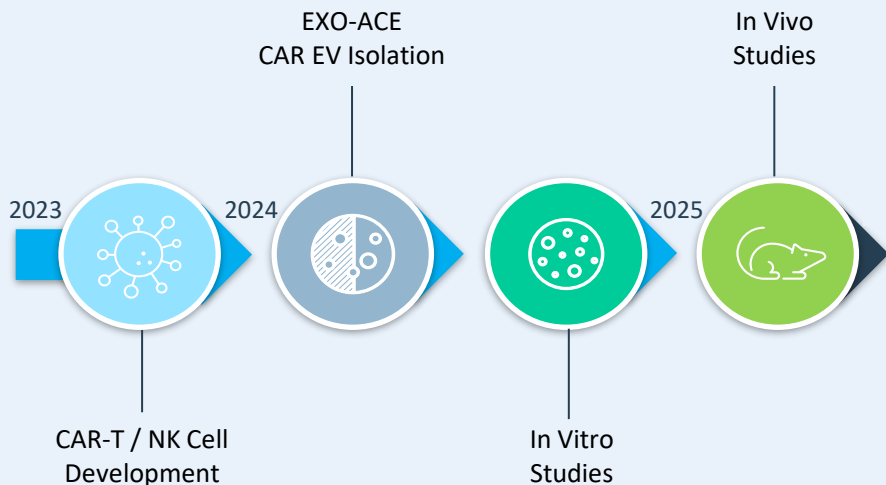 EXO-ACE
CAR EV Isolation
In Vivo
Studies
2023
2024
2025
CAR-T / NK Cell
Development
In Vitro
Studies